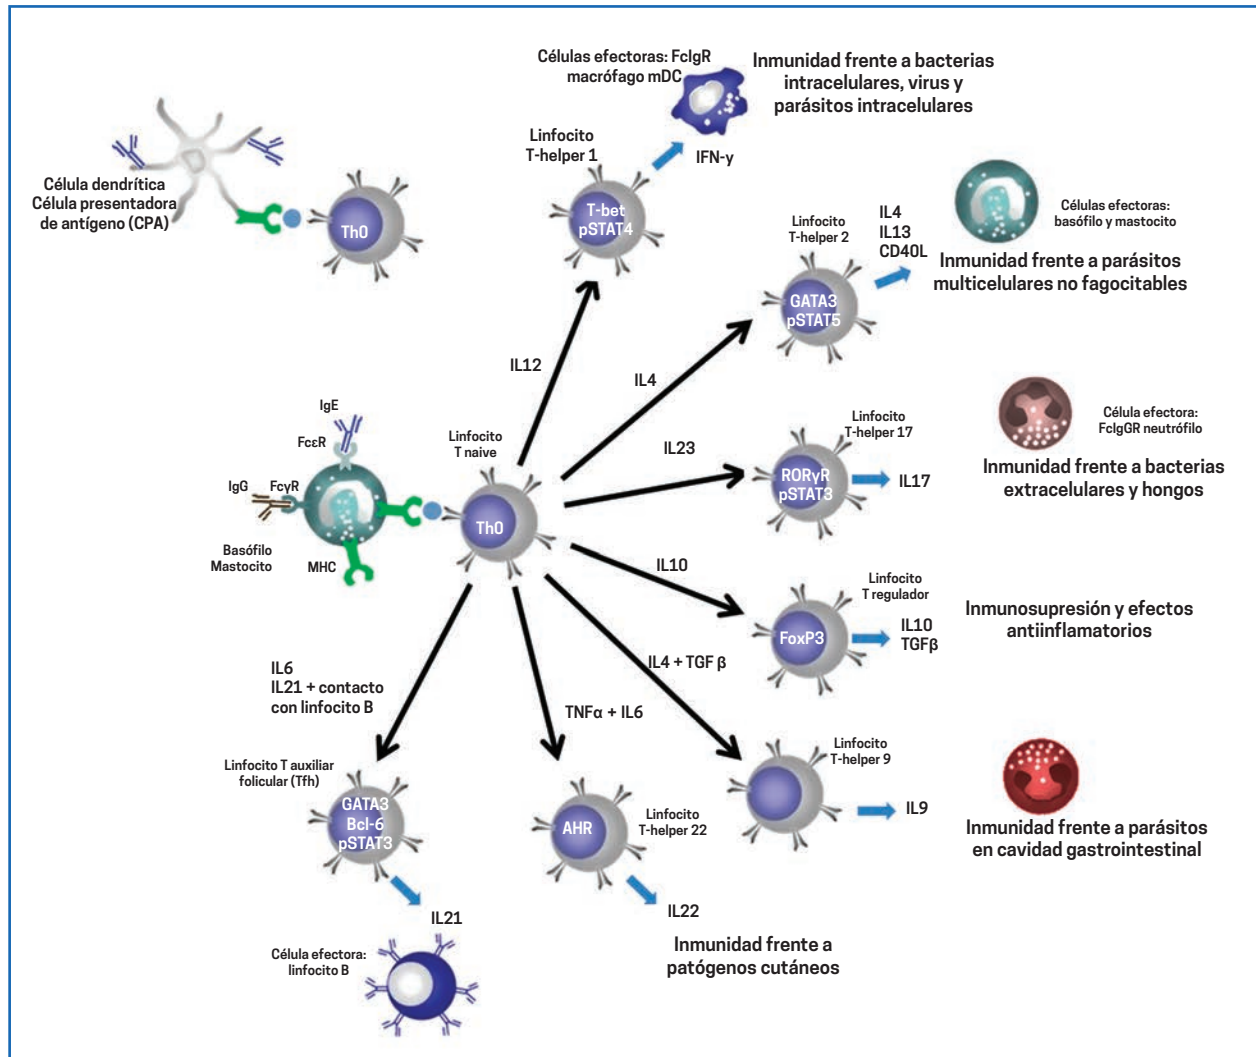 Células efectoras: FcIgR
macrófago mDC
Inmunidad frente a bacterias
intracelulares, virus y
parásitos intracelulares
Linfocito
T-helper 1
IFN-y
T-bet
pSTAT4
Célula dendrítica
Célula presentadora
de antígeno (CPA)
Th0
Linfocito
T-helper 2
IL4
IL13
CD40L
Células efectoras:
basófilo y mastocito
Inmunidad frente a parásitos
multicelulares no fagocitables
GATA3
pSTAT5
IL12
IL4
IgE
FcεR
IgG
FcγR
Basófilo
Mastocito
MHC
Linfocito
T naive
Th0
IL23
Linfocito
T-helper 17
RORγR
pSTAT3
IL17
Célula efectora:
FcIgGR neutrófilo
Inmunidad frente a bacterias
extracelulares y hongos
IL10
Linfocito
T regulador
FoxP3
IL10
TGFβ
Inmunosupresión y efectos
antiinflamatorios
IL6
IL21 + contacto
con linfocito B
TNFα + IL6
IL4 + TGF β
Linfocito
T-helper 9
IL9
Inmunidad frente a parásitos
en cavidad gastrointestinal
Linfocito T auxiliar
folicular (Tfh)
GATA3
Bcl-6
pSTAT3
IL21
Célula efectora:
linfocito B
AHR
Linfocito
T-helper 22
IL22
Inmunidad frente a
patógenos cutáneos